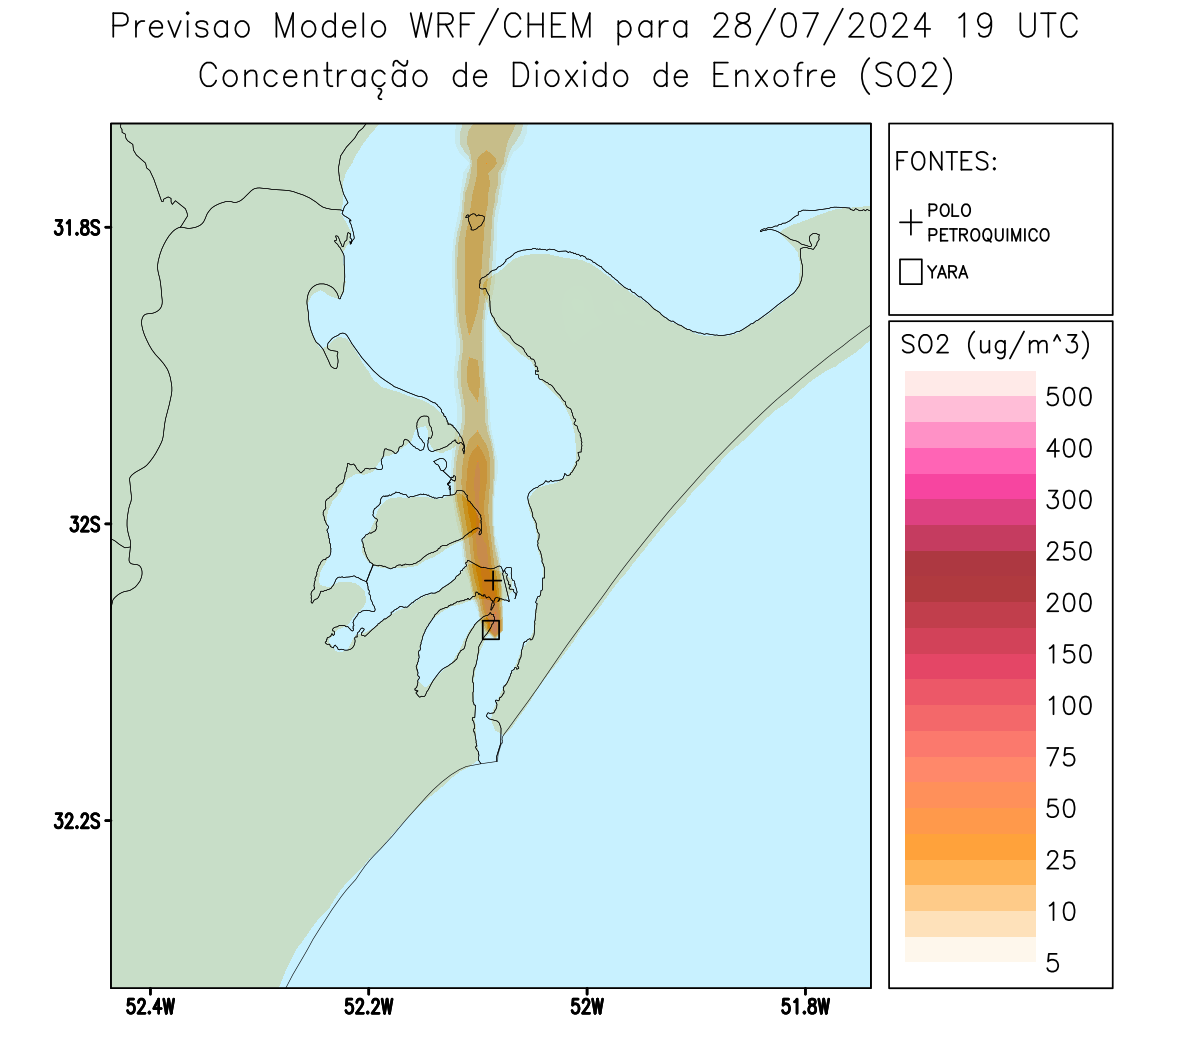 Previsao Modelo WRF/CHEM para 28/07/2024 19 UTC
Concentração de Dioxido de Enxofre (SO2)
FONTES:
POLO
PETROQUIMICO
YARA
31.8S
32S
32.2S
52.4W
52.2W
52W
51.8W
SO2 (ug/m^3)
500
400
300
250
200
150
100
75
50
25
10
5